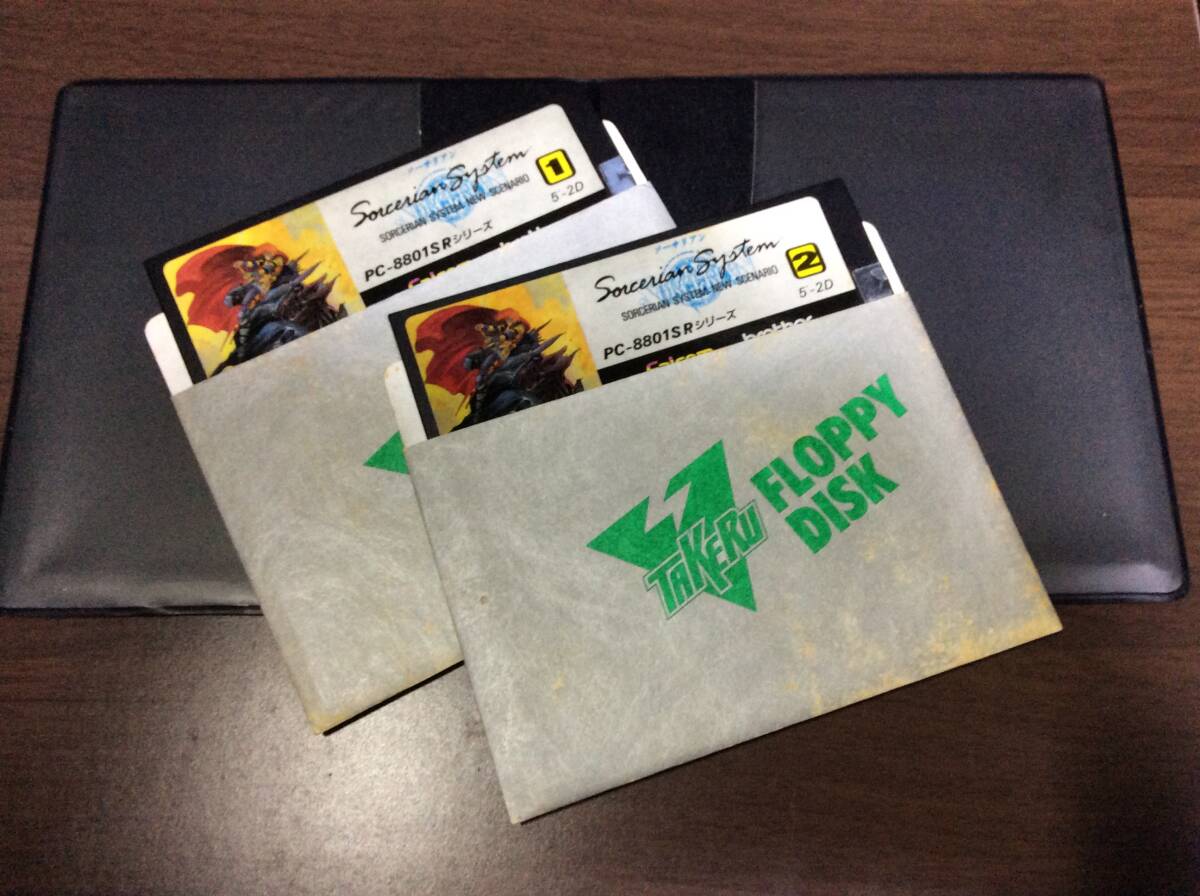 ソーサリアン
Sorcerian System
SORCERIAN SYSTEM NEW SCENARIO
1
5-2D
PC-8801SRシリーズ
ソーサリアン
Sorcerian System
SORCERIAN SYSTEM NEW SCENARIO
2
5-2D
PC-8801SRシリーズ
Falcom
brother
TAKERU
FLOPPY
DISK